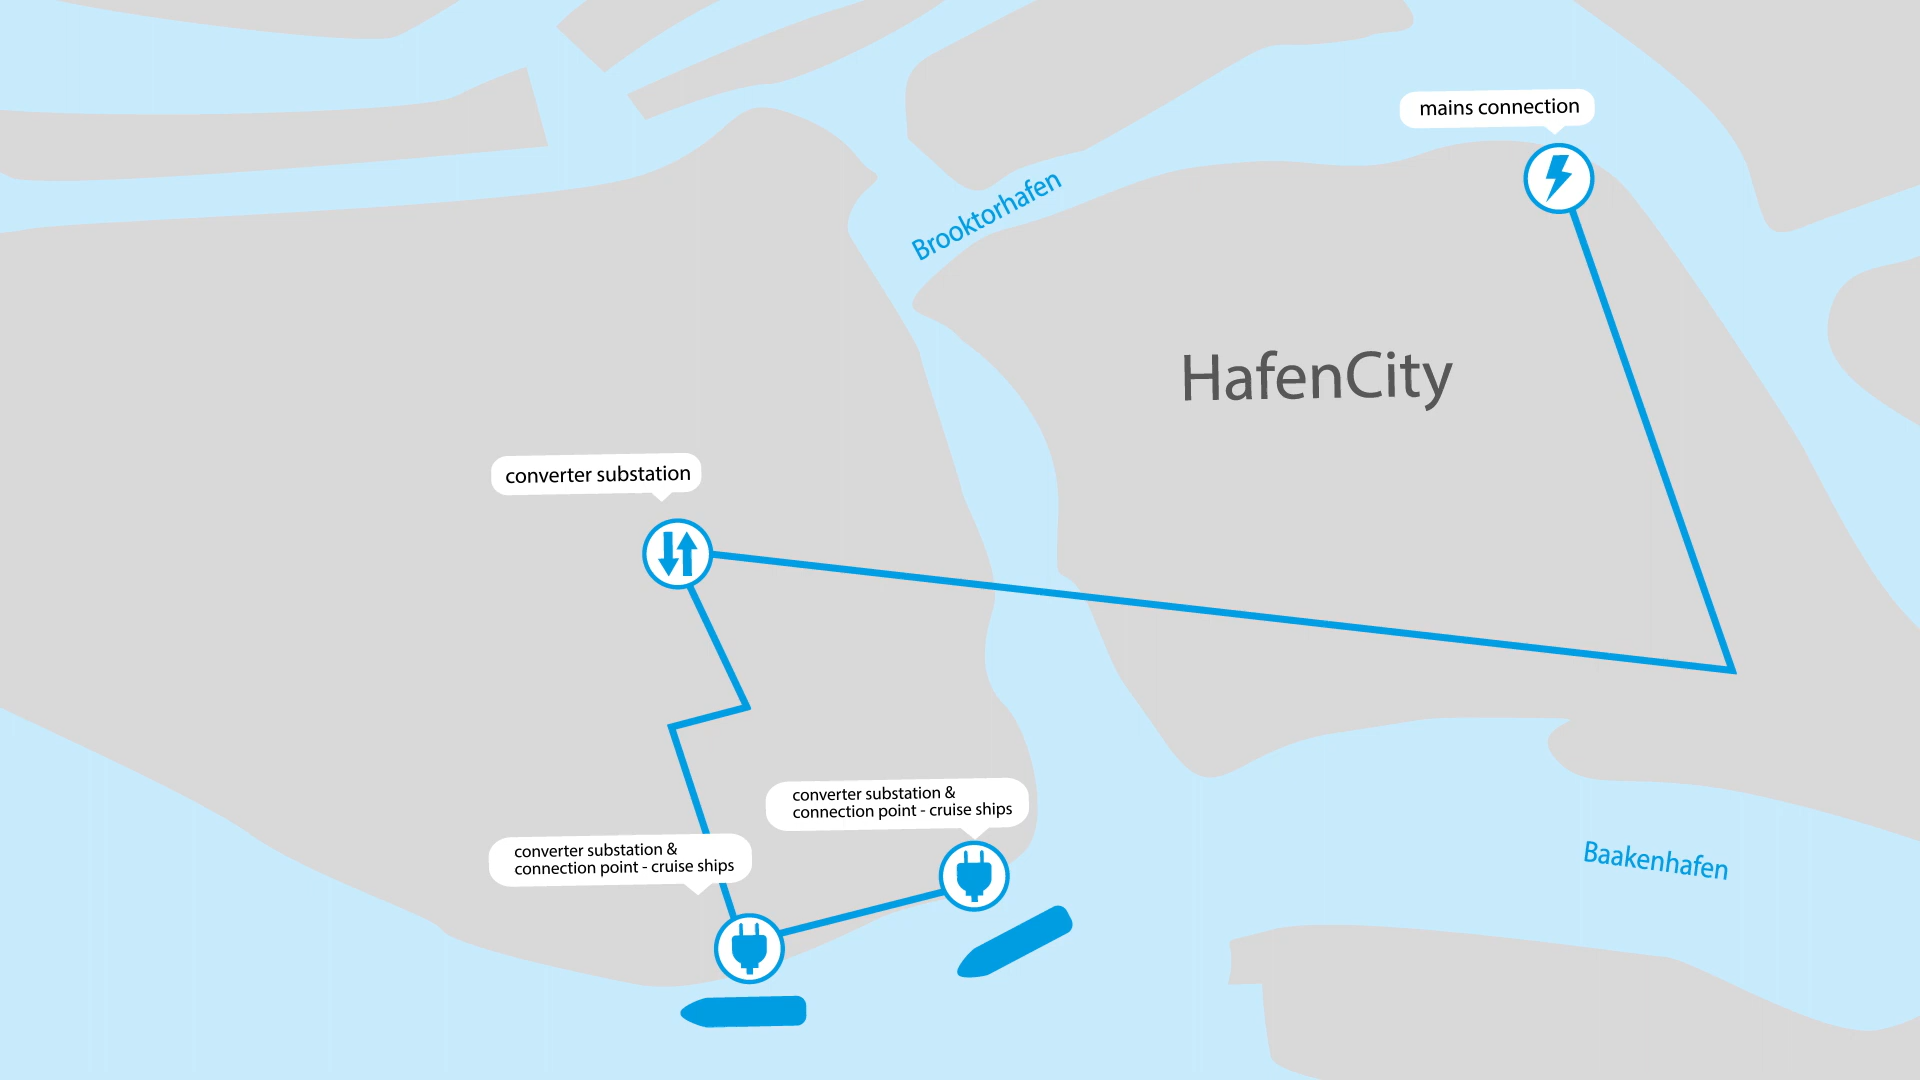 mains connection
Brooktorhafen
HafenCity
converter substation
converter substation &
connection point - cruise ships
converter substation &
connection point - cruise ships
Baakenhafen